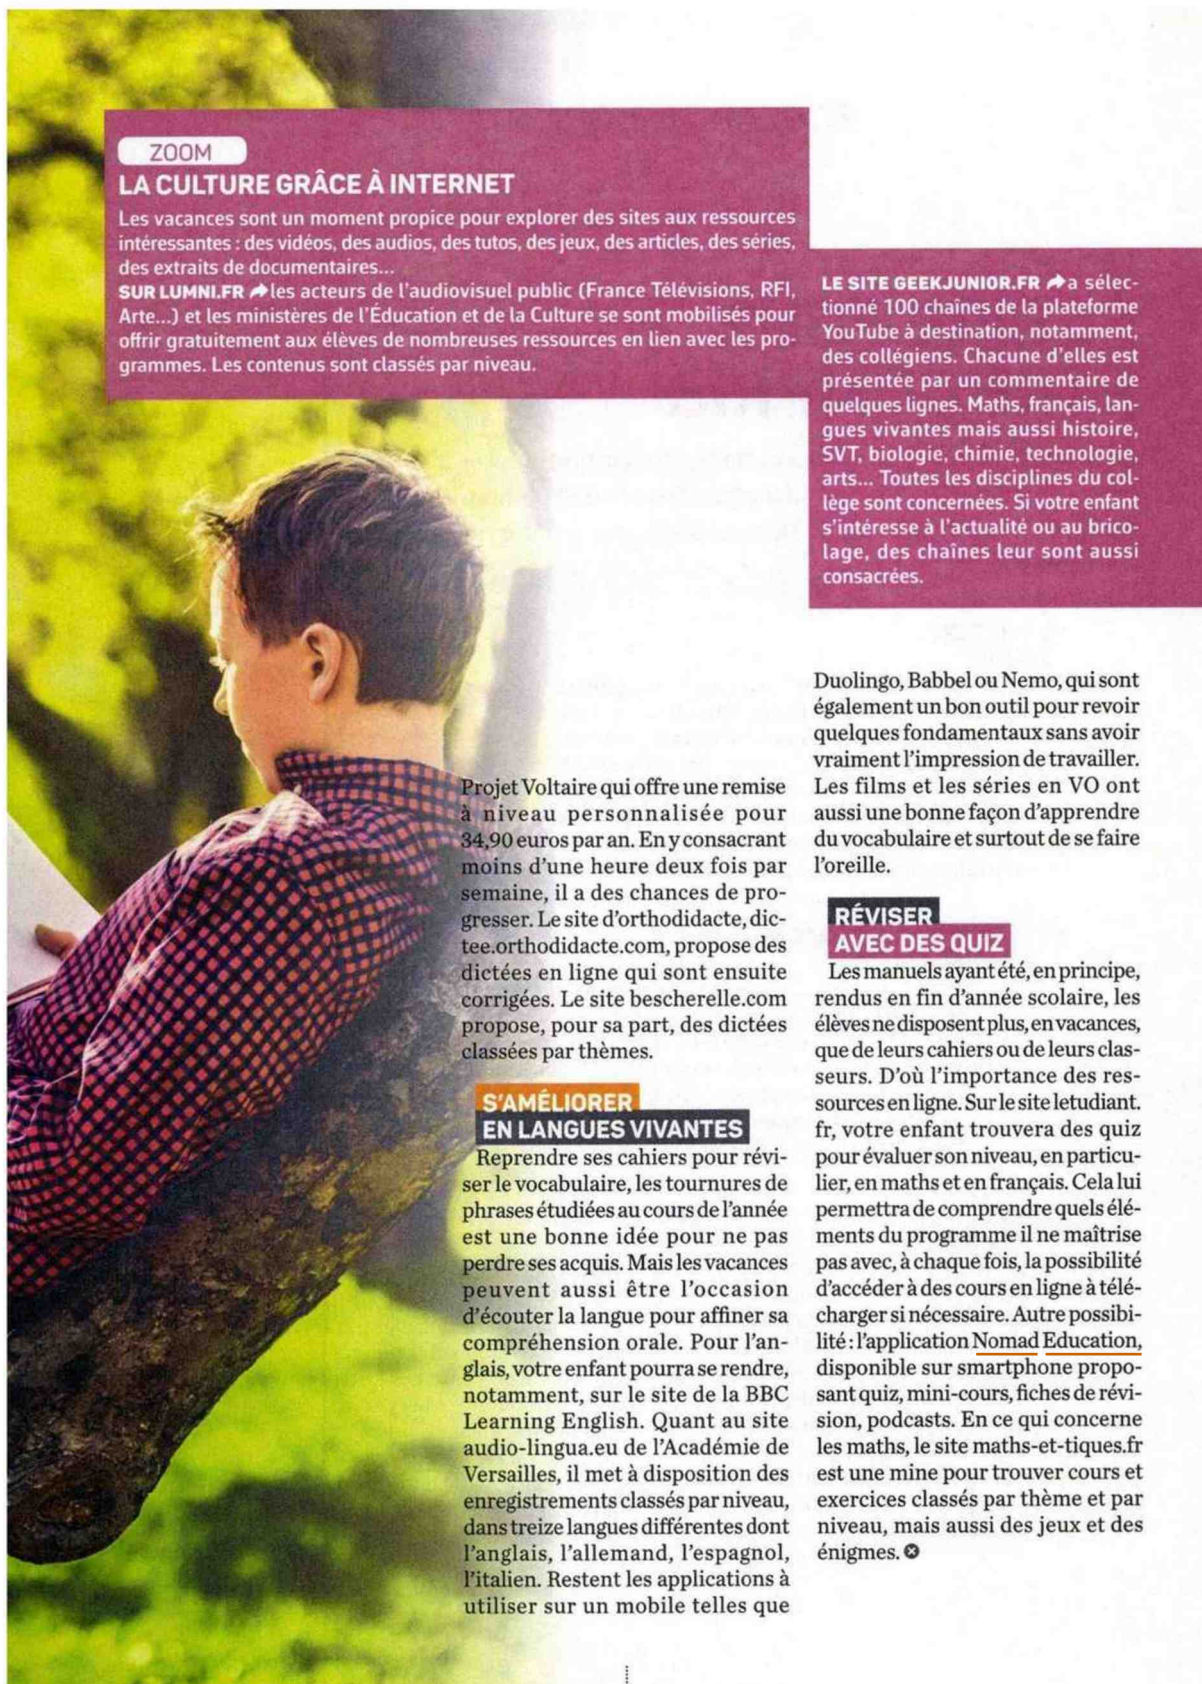 ZOOM
LA CULTURE GRÂCE À INTERNET
Les vacances sont un moment propice pour explorer des sites aux ressources
intéressantes : des vidéos, des audios, des tutos, des jeux, des articles, des séries,
des extraits de documentaires...
SUR LUMNI.FR les acteurs de l'audiovisuel public (France Télévisions, RFI,
Arte...) et les ministères de l'Éducation et de la Culture se sont mobilisés pour
offrir gratuitement aux élèves de nombreuses ressources en lien avec les pro-
grammes. Les contenus sont classés par niveau.
LE SITE GEEKJUNIOR.FR a sélec-
tionné 100 chaînes de la plateforme
YouTube à destination, notamment,
des collégiens. Chacune d'elles est
présentée par un commentaire de
quelques lignes. Maths, français, lan-
gues vivantes mais aussi histoire,
SVT, biologie, chimie, technologie,
arts... Toutes les disciplines du col-
lège sont concernées. Si votre enfant
s'intéresse à l'actualité ou au brico-
lage, des chaînes leur sont aussi
consacrées.
Projet Voltaire qui offre une remise
à niveau personnalisée pour
34,90 euros par an. En y consacrant
moins d'une heure deux fois par
semaine, il a des chances de pro-
gresser. Le site d'orthodidacte, dic-
tee.orthodidacte.com, propose des
dictées en ligne qui sont ensuite
corrigées. Le site bescherelle.com
propose, pour sa part, des dictées
classées par thèmes.
S'AMÉLIORER
EN LANGUES VIVANTES
Reprendre ses cahiers pour révi-
ser le vocabulaire, les tournures de
phrases étudiées au cours de l'année
est une bonne idée pour ne pas
perdre ses acquis. Mais les vacances
peuvent aussi être l'occasion
d'écouter la langue pour affiner sa
compréhension orale. Pour l'an-
glais, votre enfant pourra se rendre,
notamment, sur le site de la BBC
Learning English. Quant au site
audio-lingua.eu de l'Académie de
Versailles, il met à disposition des
enregistrements classés par niveau,
dans treize langues différentes dont
l'anglais, l'allemand, l'espagnol,
l'italien. Restent les applications à
utiliser sur un mobile telles que
Duolingo, Babbel ou Nemo, qui sont
également un bon outil pour revoir
quelques fondamentaux sans avoir
vraiment l'impression de travailler.
Les films et les séries en VO ont
aussi une bonne façon d'apprendre
du vocabulaire et surtout de se faire
l'oreille.
RÉVISER
AVEC DES QUIZ
Les manuels ayant été, en principe,
rendus en fin d'année scolaire, les
élèves ne disposent plus, en vacances,
que de leurs cahiers ou de leurs clas-
seurs. D'où l'importance des res-
sources en ligne. Sur le site letudiant.
fr, votre enfant trouvera des quiz
pour évaluer son niveau, en particu-
lier, en maths et en français. Cela lui
permettra de comprendre quels élé-
ments du programme il ne maîtrise
pas avec, à chaque fois, la possibilité
d'accéder à des cours en ligne à télé-
charger si nécessaire. Autre possibi-
lité : l'application Nomad Education,
disponible sur smartphone propo-
sant quiz, mini-cours, fiches de révi-
sion, podcasts. En ce qui concerne
les maths, le site maths-et-tiques.fr
est une mine pour trouver cours et
exercices classés par thème et par
niveau, mais aussi des jeux et des
énigmes.